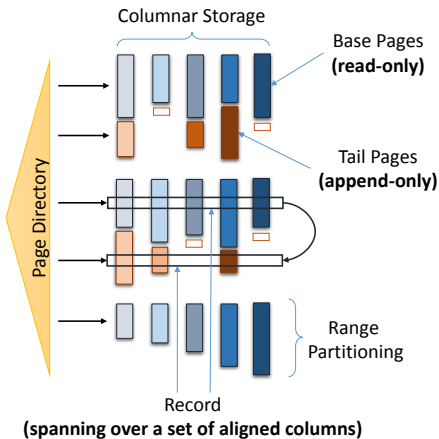 Columnar Storage
Base Pages
(read-only)
Tail Pages
(append-only)
Page Directory
Range
Partitioning
Record
(spanning over a set of aligned columns)